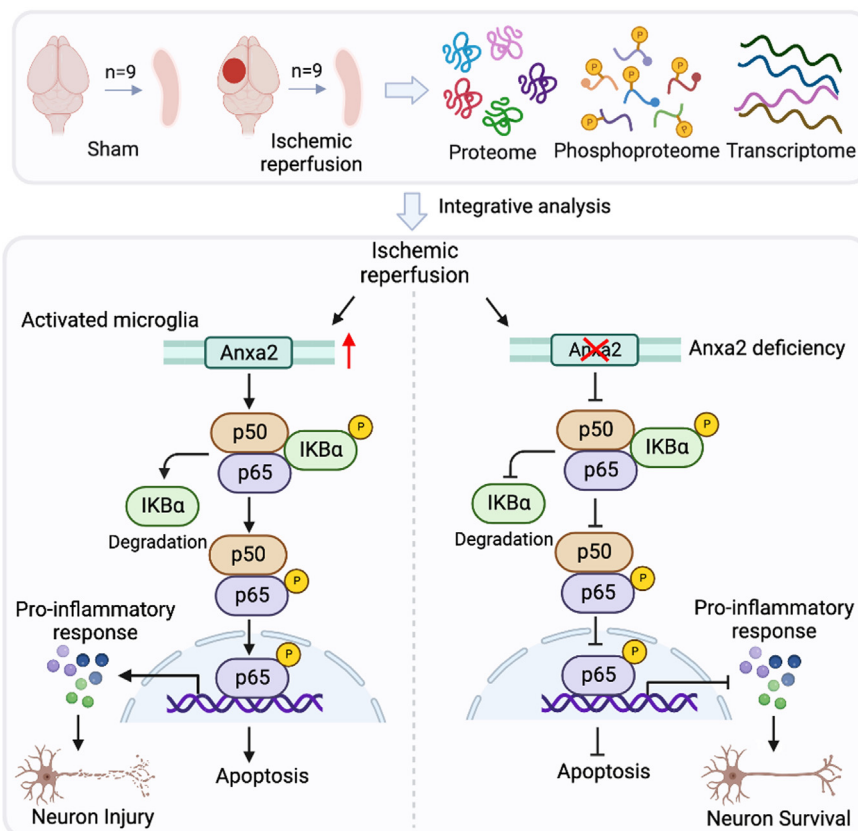 n=9
n=9
Sham
Ischemic
reperfusion
P
P
P
P
P
P
Proteome
Phosphoproteome
Transcriptome
Integrative analysis
Ischemic
reperfusion
Activated microglia
Anxa2
p50
p65
IKBα
P
IKBα
Degradation
p50
p65
P
p65
P
Pro-inflammatory
response
Apoptosis
Neuron Injury
Anxa2
Anxa2 deficiency
p50
p65
IKBα
P
IKBα
Degradation
p50
p65
P
p65
P
Pro-inflammatory
response
Apoptosis
Neuron Survival